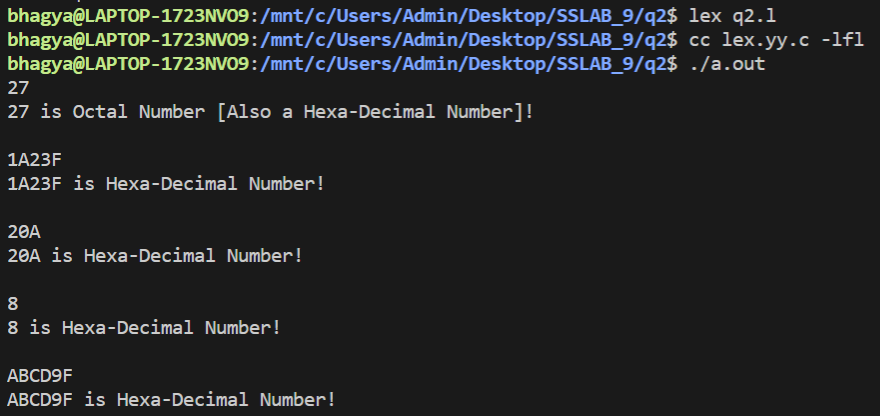 bhagya@LAPTOP-1723NVO9:/mnt/c/Users/Admin/Desktop/SSLAB_9/q2$ lex q2.l
bhagya@LAPTOP-1723NVO9:/mnt/c/Users/Admin/Desktop/SSLAB_9/q2$ cc lex.yy.c -lfl
bhagya@LAPTOP-1723NVO9:/mnt/c/Users/Admin/Desktop/SSLAB_9/q2$ ./a.out
27
27 is Octal Number [Also a Hexa-Decimal Number]!
1A23F
1A23F is Hexa-Decimal Number!
20A
20A is Hexa-Decimal Number!
8
8 is Hexa-Decimal Number!
ABCD9F
ABCD9F is Hexa-Decimal Number!